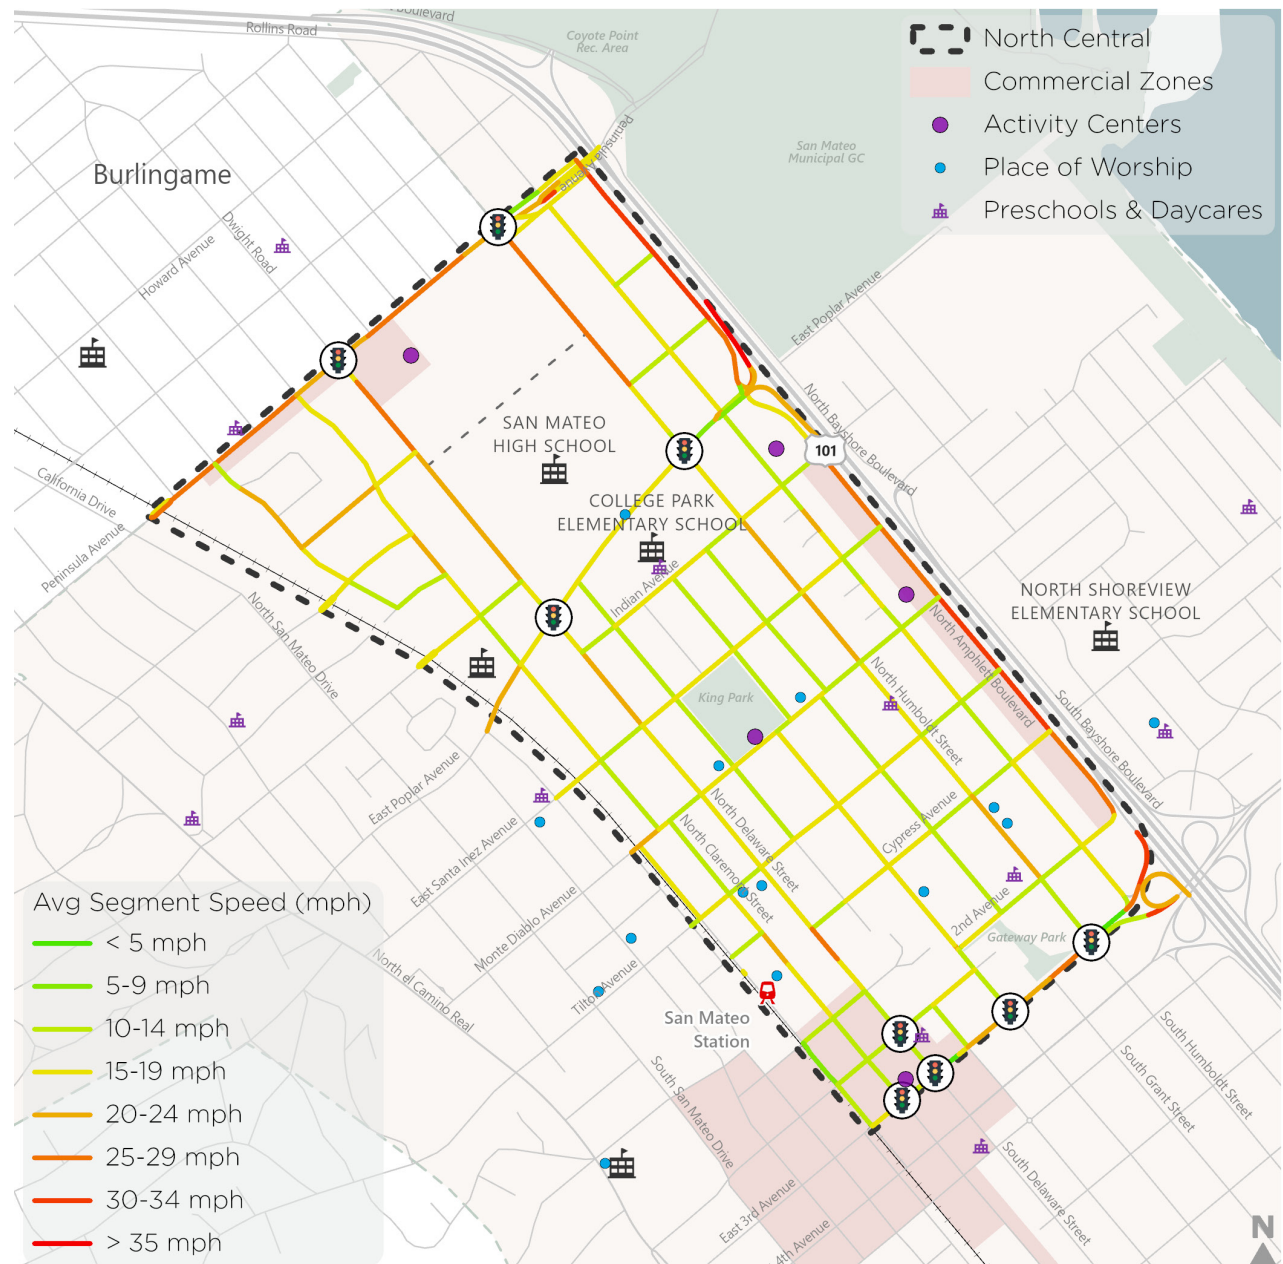 Boulevard
Rollins Road
Coyote Point
Rec. Area
North Central
Commercial Zones
Activity Centers
Place of Worship
Preschools & Daycares
San Mateo
Municipal GC
Peninsula Avenue
Burlingame
Dwight Road
Howard Avenue
East Poplar Avenue
North Bayshore Boulevard
101
SAN MATEO
HIGH SCHOOL
COLLEGE PARK
ELEMENTARY SCHOOL
California Drive
Peninsula Avenue
Indian Avenue
NORTH SHOREVIEW
ELEMENTARY SCHOOL
North San Mateo Drive
North Amphlett Boulevard
North Humboldt Street
King Park
South Bayshore Boulevard
East Poplar Avenue
North Delaware Street
North Claremont Street
Cypress Avenue
East Santa Inez Avenue
2nd Avenue
Monte Diablo Avenue
Gateway Park
Tilton Avenue
North el Camino Real
San Mateo
Station
South Humboldt Street
South Grant Street
South San Mateo Drive
South Delaware Street
East 3rd Avenue
4th Avenue
Avg Segment Speed (mph)
< 5 mph
5-9 mph
10-14 mph
15-19 mph
20-24 mph
25-29 mph
30-34 mph
> 35 mph
N